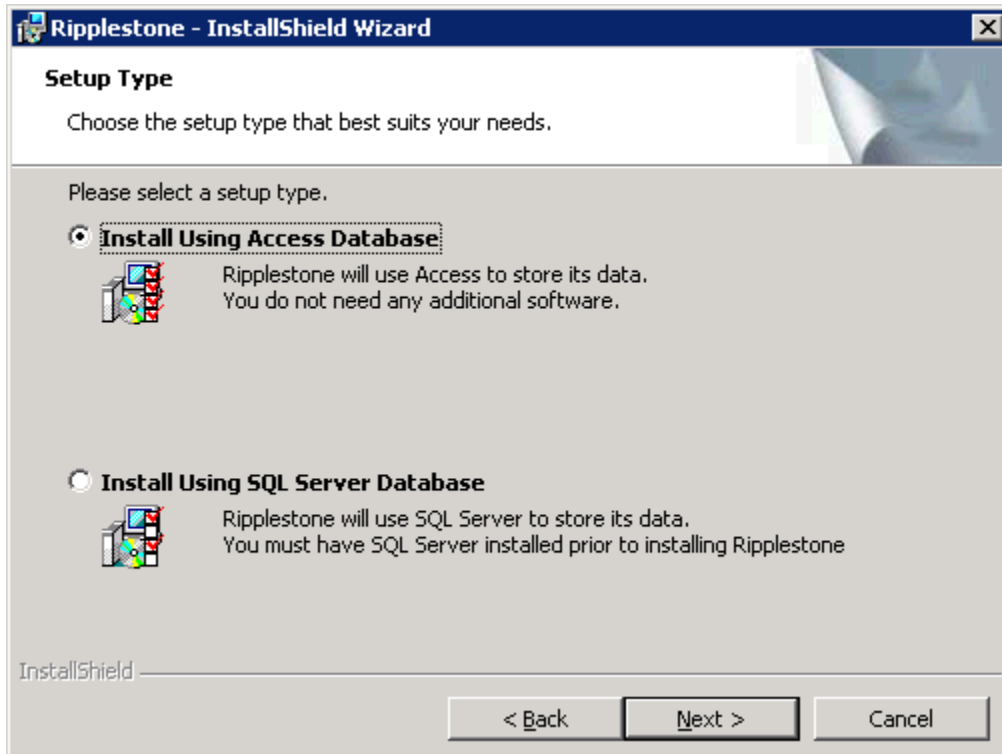 Ripplestone - InstallShield Wizard
Setup Type
Choose the setup type that best suits your needs.
Please select a setup type.
Install Using Access Database
Ripplestone will use Access to store its data.
You do not need any additional software.
Install Using SQL Server Database
Ripplestone will use SQL Server to store its data.
You must have SQL Server installed prior to installing Ripplestone
InstallShield
< Back
Next >
Cancel